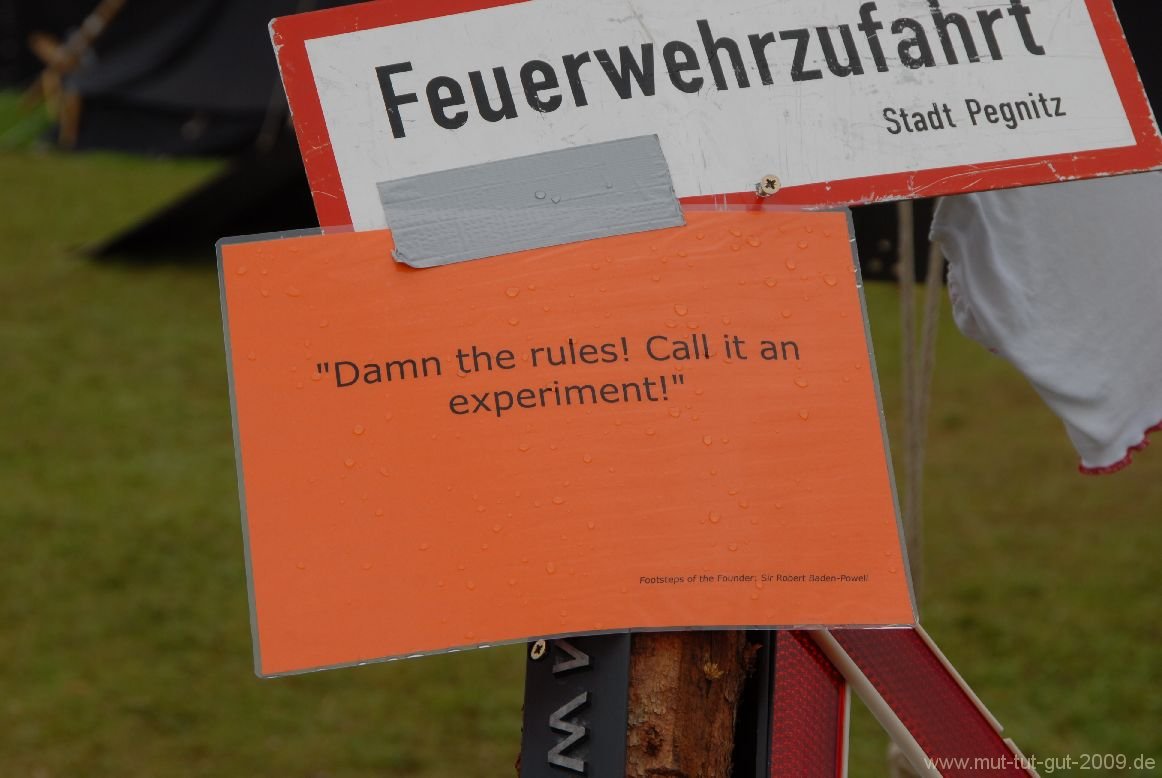 Feuerwehrzufahrt
Stadt Pegnitz
"Damn the rules! Call it an
experiment!"
Footsteps of the Founder; Sir Robert Baden-Powell
www.mut-tut-gut-2009.de